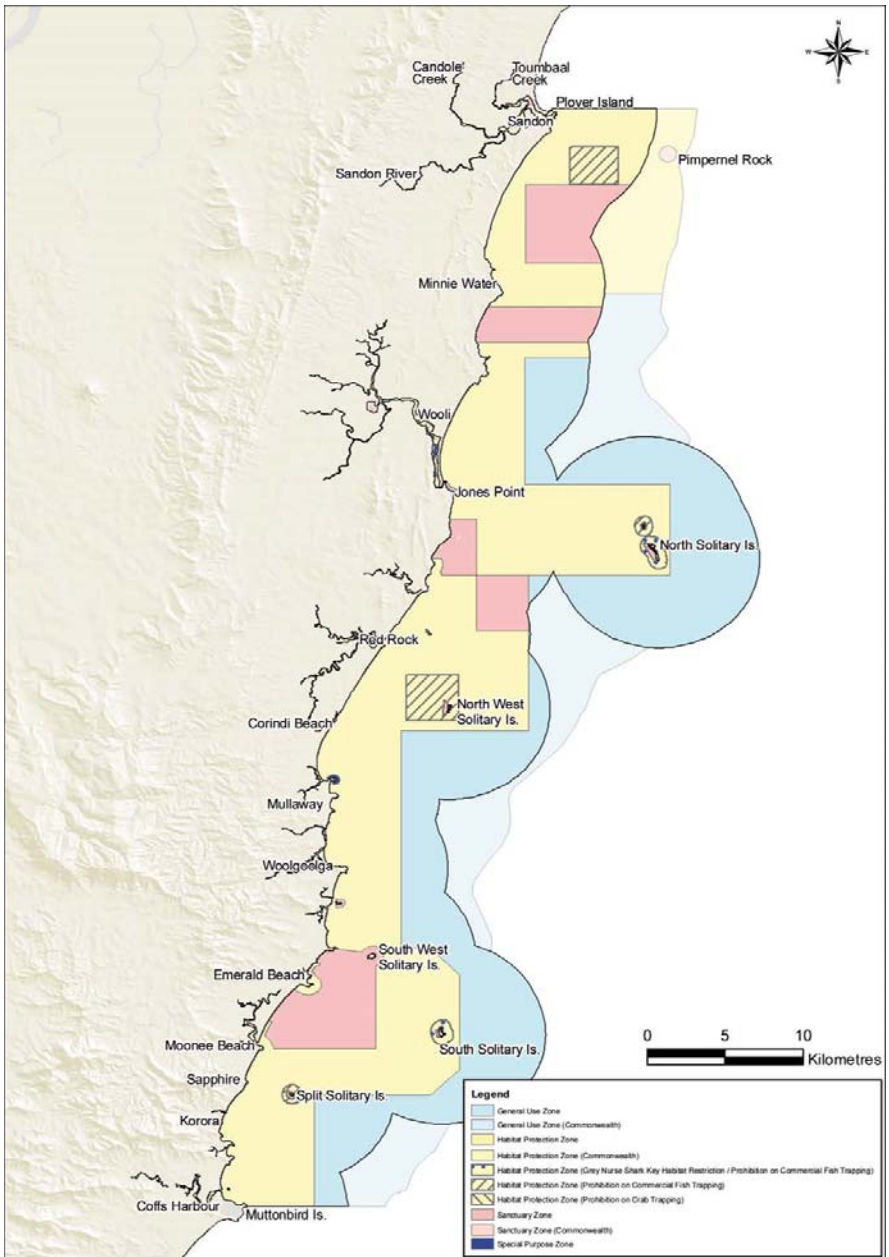 N
W E
S
Candole
Creek
Toumbaal
Creek
Plover Island
Sandon
Pimpernel Rock
Sandon River
Minnie Water
Wooli
Jones Point
North Solitary Is.
Red Rock
North West
Solitary Is.
Corindi Beach
Mullaway
Woolgoolga
South West
Solitary Is.
Emerald Beach
Moonee Beach
South Solitary Is.
Sapphire
Split Solitary Is.
Korora
Coffs Harbour
Muttonbird Is.
0 5 10
Kilometres
Legend
General Use Zone
General Use Zone (Commonwealth)
Habitat Protection Zone
Habitat Protection Zone (Commonwealth)
Habitat Protection Zone (Grey Nurse Shark Key Habitat Restriction / Prohibition on Commercial Fish Trapping)
Habitat Protection Zone (Prohibition on Commercial Fish Trapping)
Habitat Protection Zone (Prohibition on Crab Trapping)
Sanctuary Zone
Sanctuary Zone (Commonwealth)
Special Purpose Zone